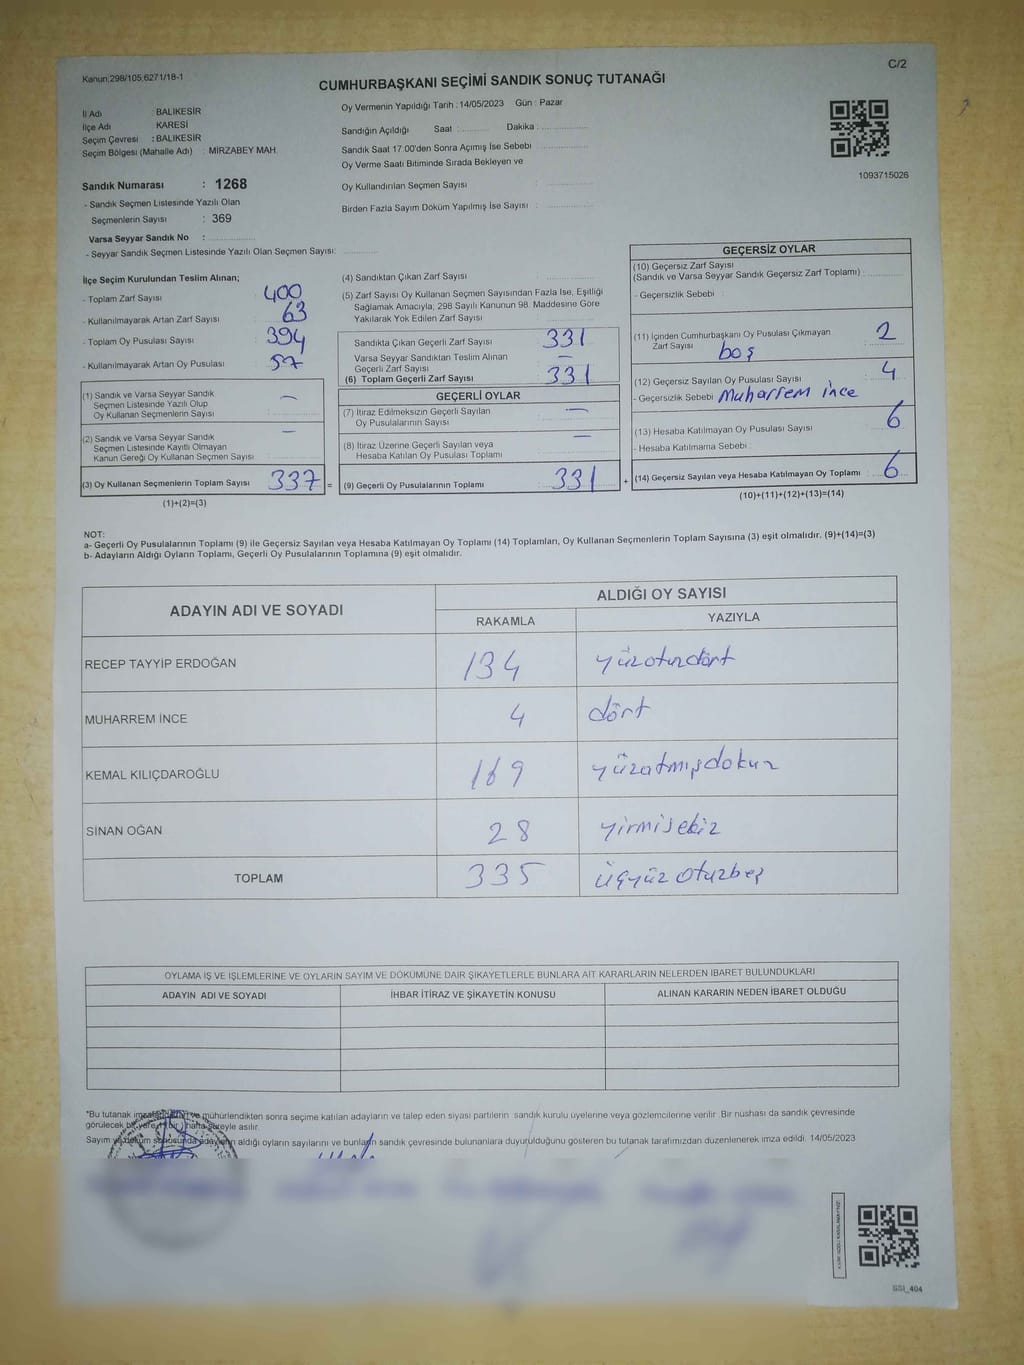 Kanun:298/105;6271/18-1
C/2
CUMHURBAŞKANI SEÇİMİ SANDIK SONUÇ TUTANAĞI
İl Adı : BALIKESİR
İlçe Adı KARESİ
Seçim Çevresi : BALIKESİR
Seçim Bölgesi (Mahalle Adı) : MİRZABEY MAH.
Sandık Numarası : 1268
- Sandık Seçmen Listesinde Yazılı Olan
Seçmenlerin Sayısı : 369
Varsa Seyyar Sandık No :
- Seyyar Sandık Seçmen Listesinde Yazılı Olan Seçmen Sayısı:
Oy Vermenin Yapıldığı Tarih : 14/05/2023 Gün : Pazar
Sandığın Açıldığı Saat : Dakika :
Sandık Saat 17:00'den Sonra Açımış İse Sebebi :
Oy Verme Saati Bitiminde Sırada Bekleyen ve
Oy Kullandırılan Seçmen Sayısı :
Birden Fazla Sayım Döküm Yapılmış İse Sayısı :
1093715026
İlçe Seçim Kurulundan Teslim Alınan;
- Toplam Zarf Sayısı : 400
- Kullanılmayarak Artan Zarf Sayısı : 63
- Toplam Oy Pusulası Sayısı : 394
- Kullanılmayarak Artan Oy Pusulası : 57
(1) Sandık ve Varsa Seyyar Sandık
Seçmen Listesinde Yazılı Olup
Oy Kullanan Seçmenlerin Sayısı : —
(2) Sandık ve Varsa Seyyar Sandık
Seçmen Listesinde Kayıtlı Olmayan
Kanun Gereği Oy Kullanan Seçmen Sayısı : —
(3) Oy Kullanan Seçmenlerin Toplam Sayısı 337 =
(1)+(2)=(3)
(4) Sandıktan Çıkan Zarf Sayısı
(5) Zarf Sayısı Oy Kullanan Seçmen Sayısından Fazla İse, Eşitliği
Sağlamak Amacıyla; 298 Sayılı Kanunun 98. Maddesine Göre
Yakılarak Yok Edilen Zarf Sayısı
Sandıkta Çıkan Geçerli Zarf Sayısı 331
Varsa Seyyar Sandıktan Teslim Alınan
Geçerli Zarf Sayısı —
(6) Toplam Geçerli Zarf Sayısı 331
GEÇERLİ OYLAR
(7) İtiraz Edilmeksizin Geçerli Sayılan
Oy Pusulasının Sayısı : —
(8) İtiraz Üzerine Geçerli Sayılan veya
Hesaba Katılan Oy Pusulası Toplamı : —
(9) Geçerli Oy Pusulalarının Toplamı : 331 +
GEÇERSİZ OYLAR
(10) Geçersiz Zarf Sayısı
(Sandık ve Varsa Seyyar Sandık Geçersiz Zarf Toplamı) :
- Geçersizlik Sebebi :
(11) İçinden Cumhurbaşkanı Oy Pusulası Çıkmayan
Zarf Sayısı : 2
boş
(12) Geçersiz Sayılan Oy Pusulası Sayısı : 4
- Geçersizlik Sebebi : Muharrem ince
(13) Hesaba Katılmayan Oy Pusulası Sayısı : 6
- Hesaba Katılmama Sebebi :
(14) Geçersiz Sayılan veya Hesaba Katılmayan Oy Toplamı : 6
(10)+(11)+(12)+(13)=(14)
NOT:
a- Geçerli Oy Pusulalarının Toplamı (9) ile Geçersiz Sayılan veya Hesaba Katılmayan Oy Toplamı (14) Toplamları, Oy Kullanan Seçmenlerin Toplam Sayısına (3) eşit olmalıdır. (9)+(14)=(3)
b- Adayların Aldığı Oyların Toplamı, Geçerli Oy Pusulalarının Toplamına (9) eşit olmalıdır.
ADAYIN ADI VE SOYADI
ALDIĞI OY SAYISI
RAKAMLA YAZIYLA
RECEP TAYYİP ERDOĞAN 134 yüzotuzdört
MUHARREM İNCE 4 dört
KEMAL KILIÇDAROĞLU 169 yüzatmışdokuz
SİNAN OĞAN 28 yirmisekiz
TOPLAM 335 üçyüz otuzbeş
OYLAMA İŞ VE İŞLEMLERİNE VE OYLARIN SAYIM VE DÖKÜMÜNE DAİR ŞİKAYETLERLE BUNLARA AİT KARARLARIN NELERDEN İBARET BULUNDUKLARI
ADAYIN ADI VE SOYADI İHBAR İTİRAZ VE ŞİKAYETİN KONUSU ALINAN KARARIN NEDEN İBARET OLDUĞU
*Bu tutanak ve mühürlendikten sonra seçime katılan adayların ve talep eden siyasi partilerin sandık kurulu üyelerine veya gözlemcilerine verilir. Bir nüshası da sandık çevresinde
görülecek hafta süreyle asılır.
Sayım aldığı oyların sayılarını ve bunların sandık çevresinde bulunanlara duyurulduğunu gösteren bu tutanak tarafımızdan düzenlenerek imza edildi. 14/05/2023
SSI_404